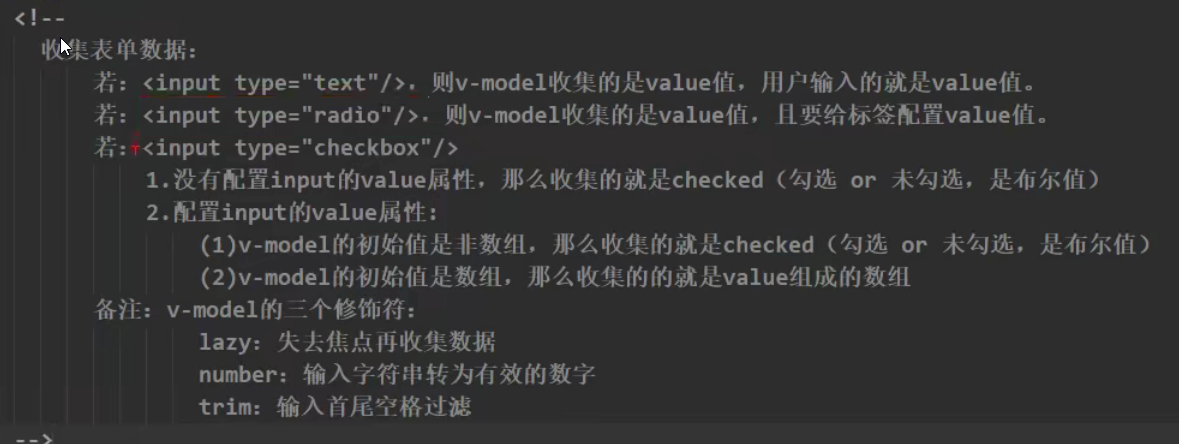 <!--
收集表单数据：
若：<input type="text"/>，则v-model收集的是value值，用户输入的就是value值。
若：<input type="radio"/>，则v-model收集的是value值，且要给标签配置value值。
若：<input type="checkbox"/>
1.没有配置input的value属性，那么收集的就是checked（勾选 or 未勾选，是布尔值）
2.配置input的value属性:
(1)v-model的初始值是非数组，那么收集的就是checked（勾选 or 未勾选，是布尔值）
(2)v-model的初始值是数组，那么收集的的就是value组成的数组
备注：v-model的三个修饰符：
lazy：失去焦点再收集数据
number：输入字符串转为有效的数字
trim：输入首尾空格过滤
-->